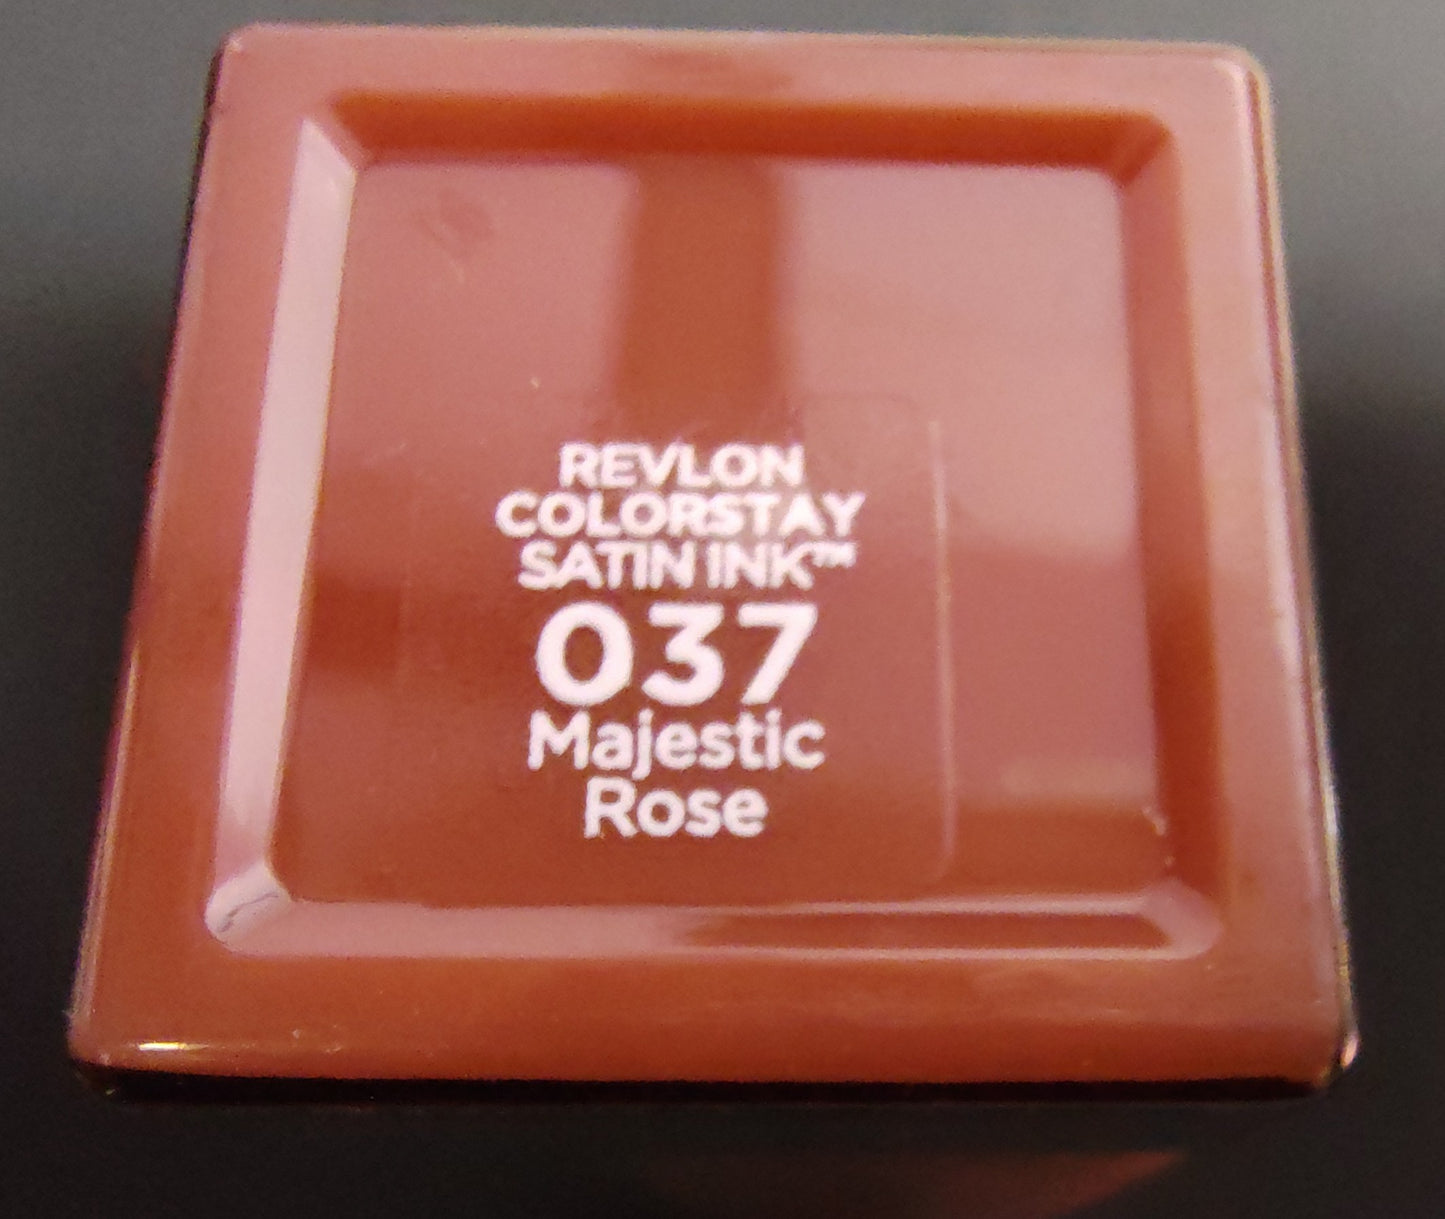 REVLON
COLORSTAY
SATIN INK™
037
Majestic
Rose